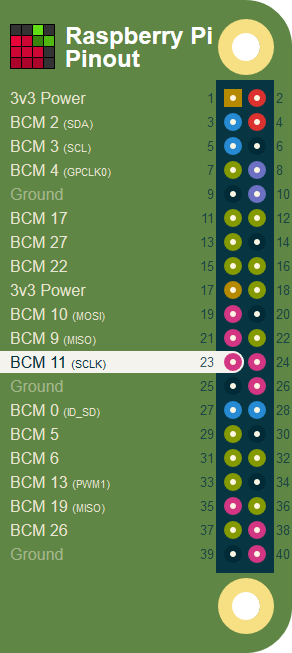 Raspberry Pi
Pinout
3v3 Power 1 2
BCM 2 (SDA) 3 4
BCM 3 (SCL) 5 6
BCM 4 (GPCLK0) 7 8
Ground 9 10
BCM 17 11 12
BCM 27 13 14
BCM 22 15 16
3v3 Power 17 18
BCM 10 (MOSI) 19 20
BCM 9 (MISO) 21 22
BCM 11 (SCLK) 23 24
Ground 25 26
BCM 0 (ID_SD) 27 28
BCM 5 29 30
BCM 6 31 32
BCM 13 (PWM1) 33 34
BCM 19 (MISO) 35 36
BCM 26 37 38
Ground 39 40